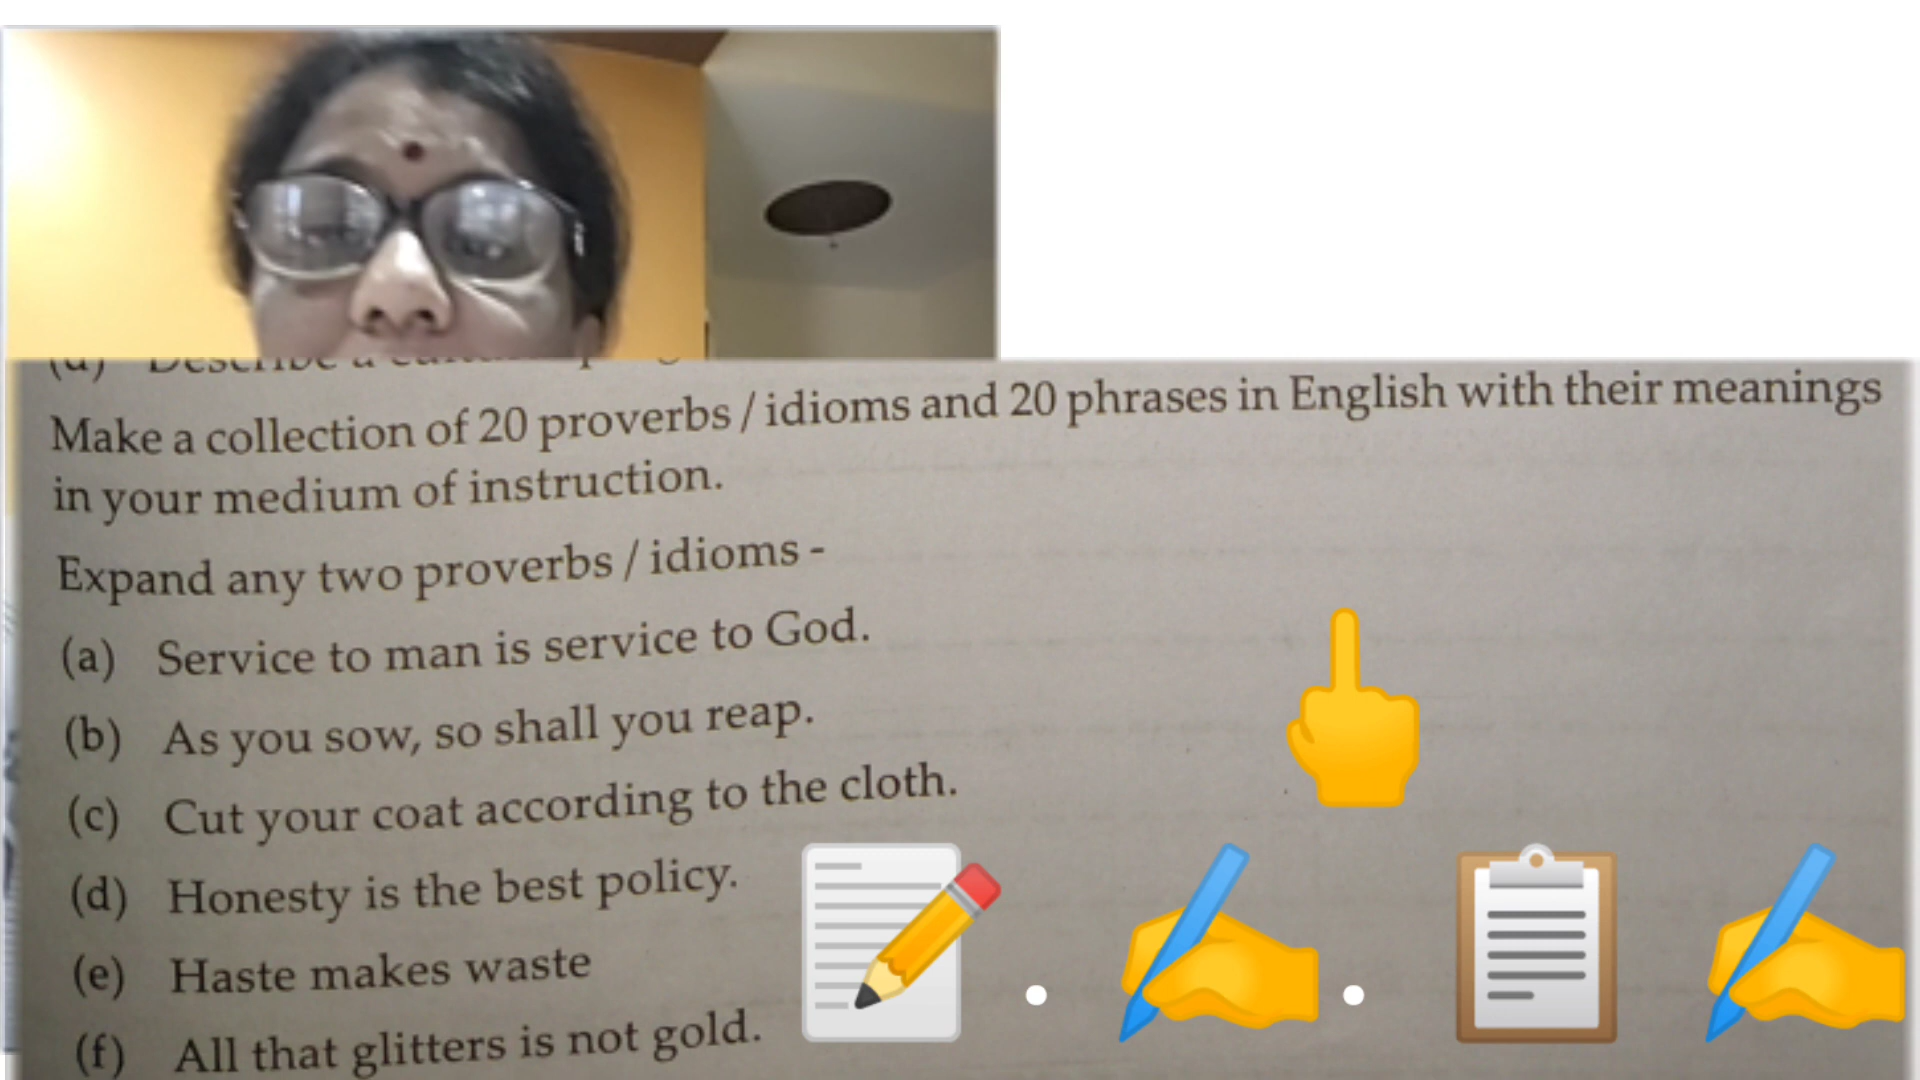 Make a collection of 20 proverbs / idioms and 20 phrases in English with their meanings
in your medium of instruction.
Expand any two proverbs / idioms -
(a) Service to man is service to God.
(b) As you sow, so shall you reap.
(c) Cut your coat according to the cloth.
(d) Honesty is the best policy.
(e) Haste makes waste
(f) All that glitters is not gold.